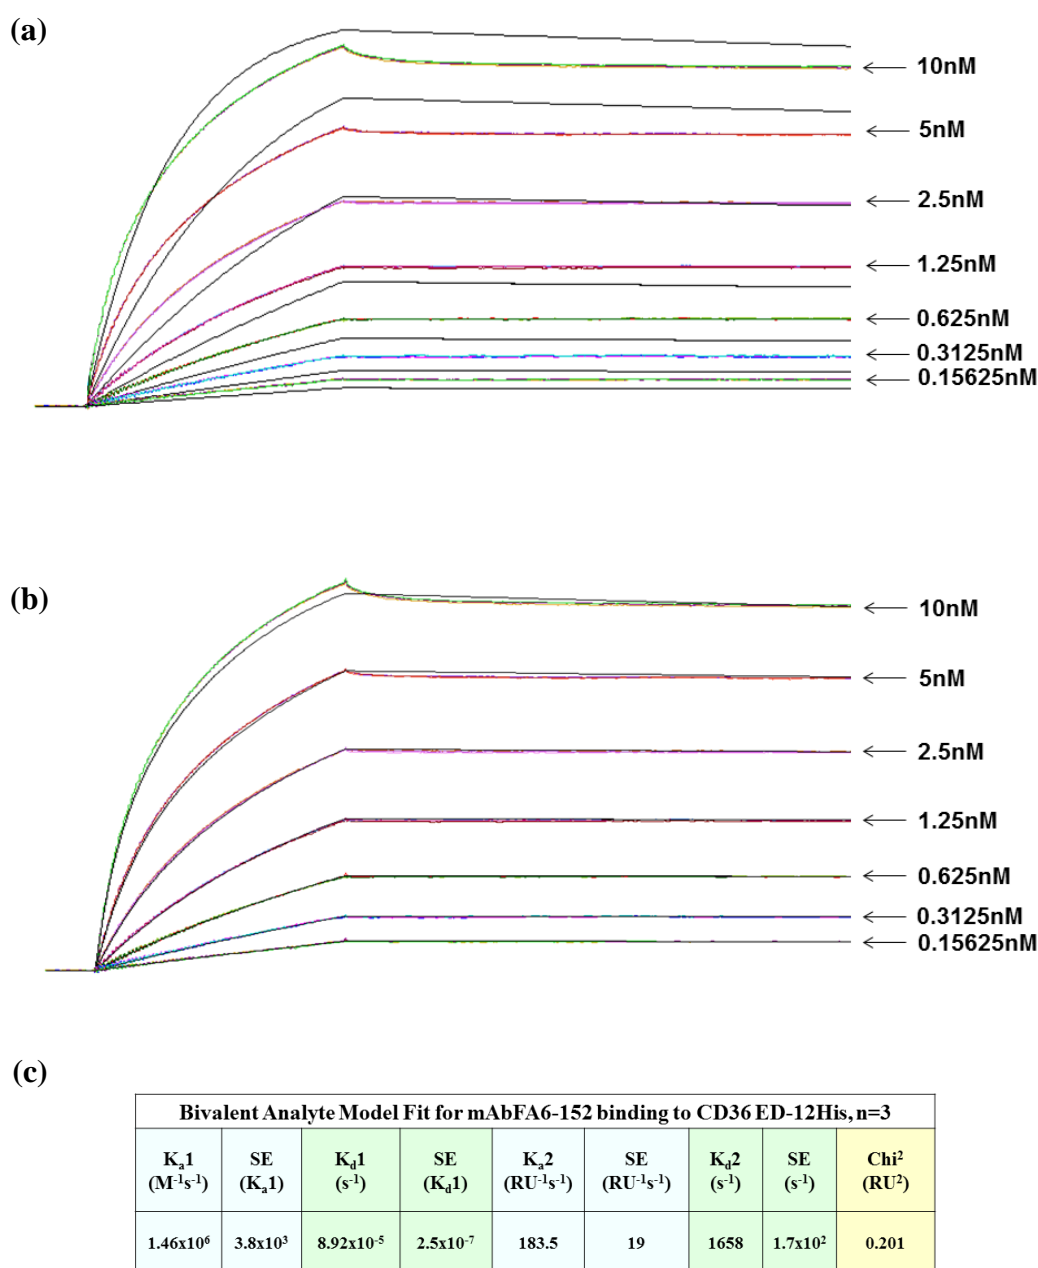 (a)
10nM
5nM
2.5nM
1.25nM
0.625nM
0.3125nM
0.15625nM
(b)
10nM
5nM
2.5nM
1.25nM
0.625nM
0.3125nM
0.15625nM
(c)
Bivalent Analyte Model Fit for mAbFA6-152 binding to CD36 ED-12His, n=3
Kₐ1 (M⁻¹s⁻¹) SE (Kₐ1) K_d1 (s⁻¹) SE (K_d1) Kₐ2 (RU⁻¹s⁻¹) SE (RU⁻¹s⁻¹) K_d2 (s⁻¹) SE (s⁻¹) Chi² (RU²)
1.46x10⁶ 3.8x10³ 8.92x10⁻⁵ 2.5x10⁻⁷ 183.5 19 1658 1.7x10² 0.201